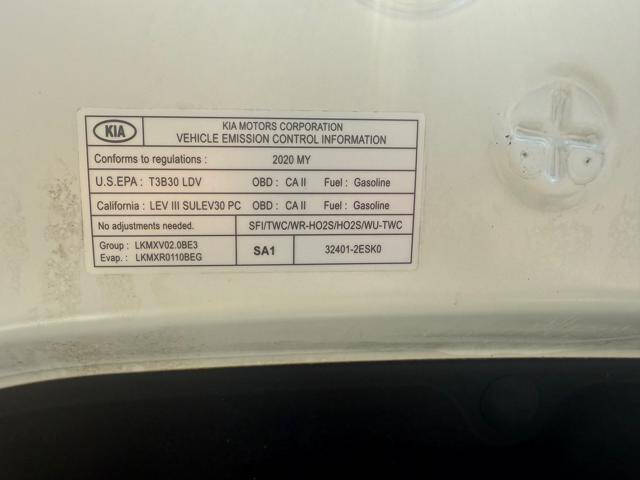 KIA
KIA MOTORS CORPORATION
VEHICLE EMISSION CONTROL INFORMATION
Conforms to regulations : 2020 MY
U.S.EPA : T3B30 LDV OBD : CA II Fuel : Gasoline
California : LEV III SULEV30 PC OBD : CA II Fuel : Gasoline
No adjustments needed. SFI/TWC/WR-HO2S/HO2S/WU-TWC
Group : LKMXV02.0BE3
Evap. : LKMXR0110BEG
SA1
32401-2ESK0